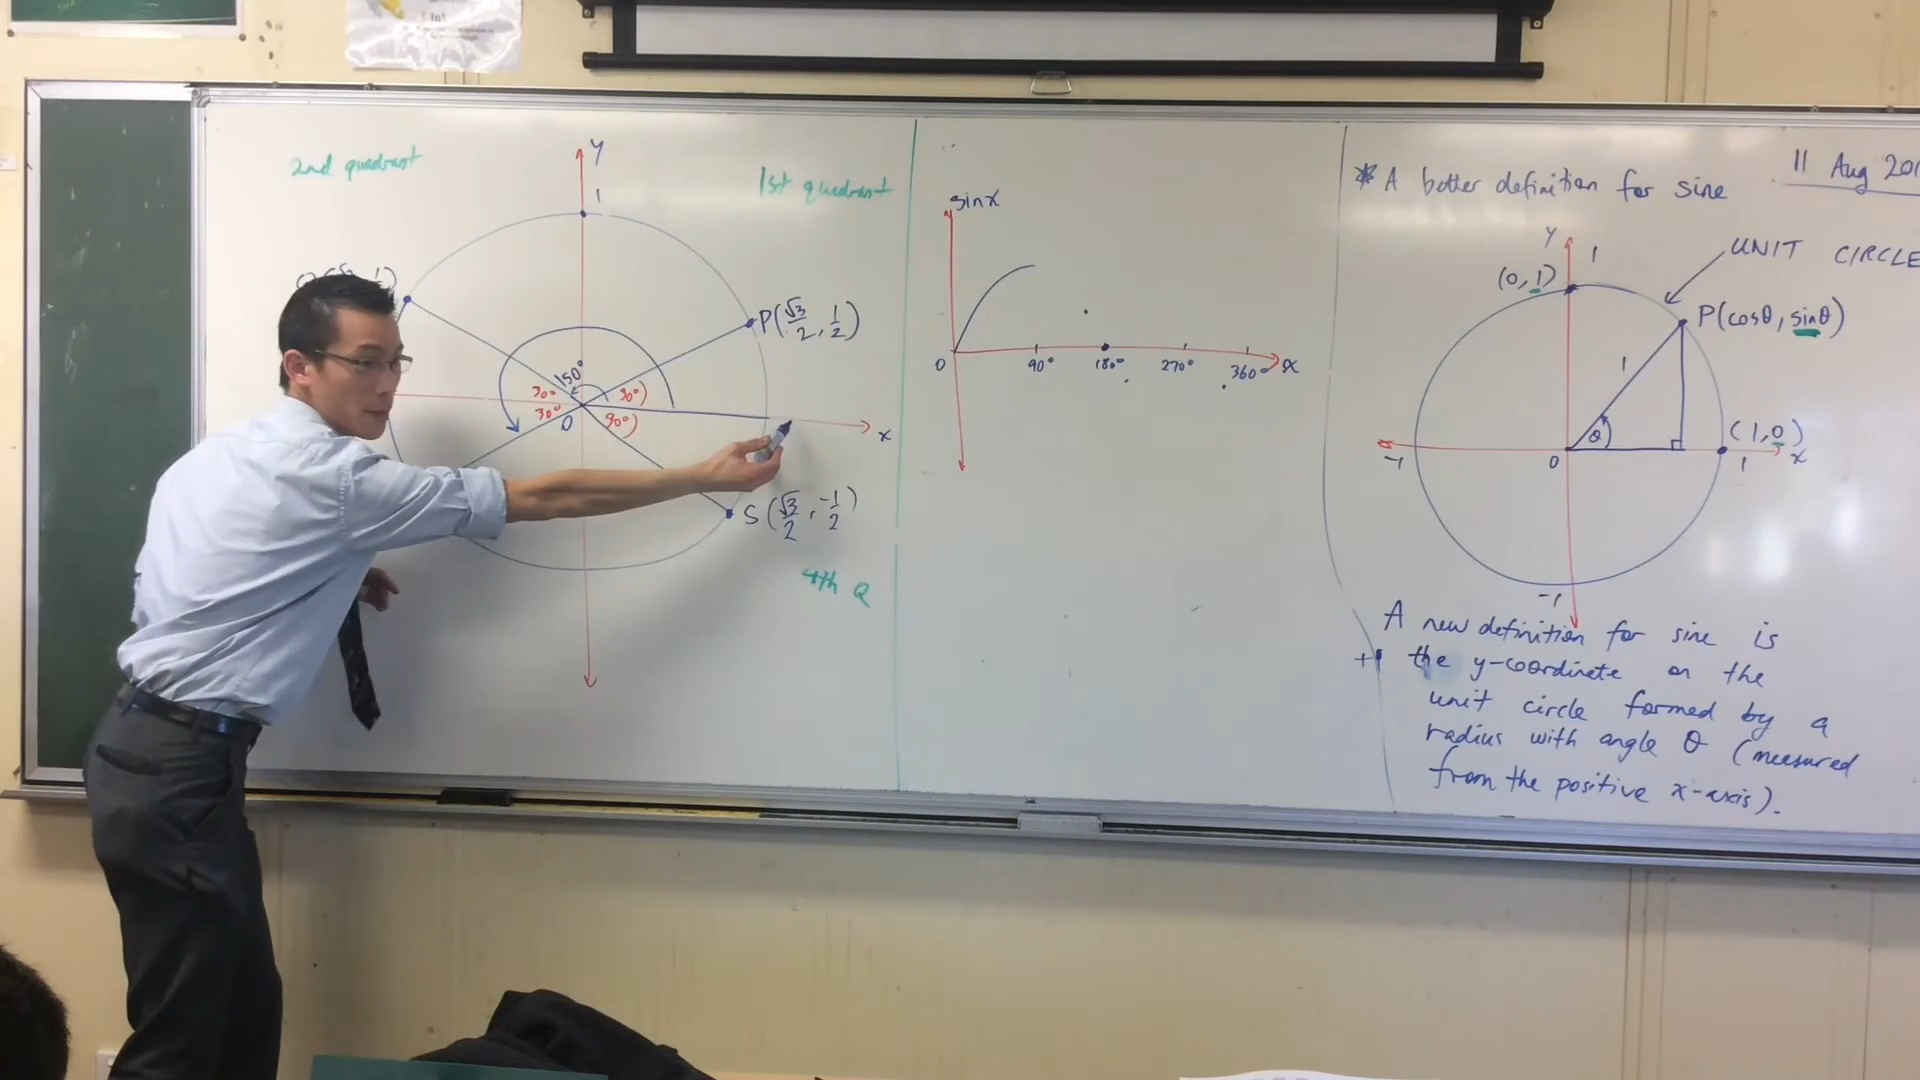 2nd quadrant
1st quadrant
y
1
P(√3/2, 1/2)
150°
30°
30°
30°)
90°)
0
x
S(√3/2, -1/2)
4th Q
sinx
0
90°
180°
270°
360°
x
11 Aug 201
* A better definition for sine
y
1
UNIT CIRCLE
(0, 1)
P(cosθ, sinθ)
1
θ
(1, 0)
-1
0
1
x
-1
A new definition for sine is
the y-coordinate on the
unit circle formed by a
radius with angle θ (measured
from the positive x-axis).